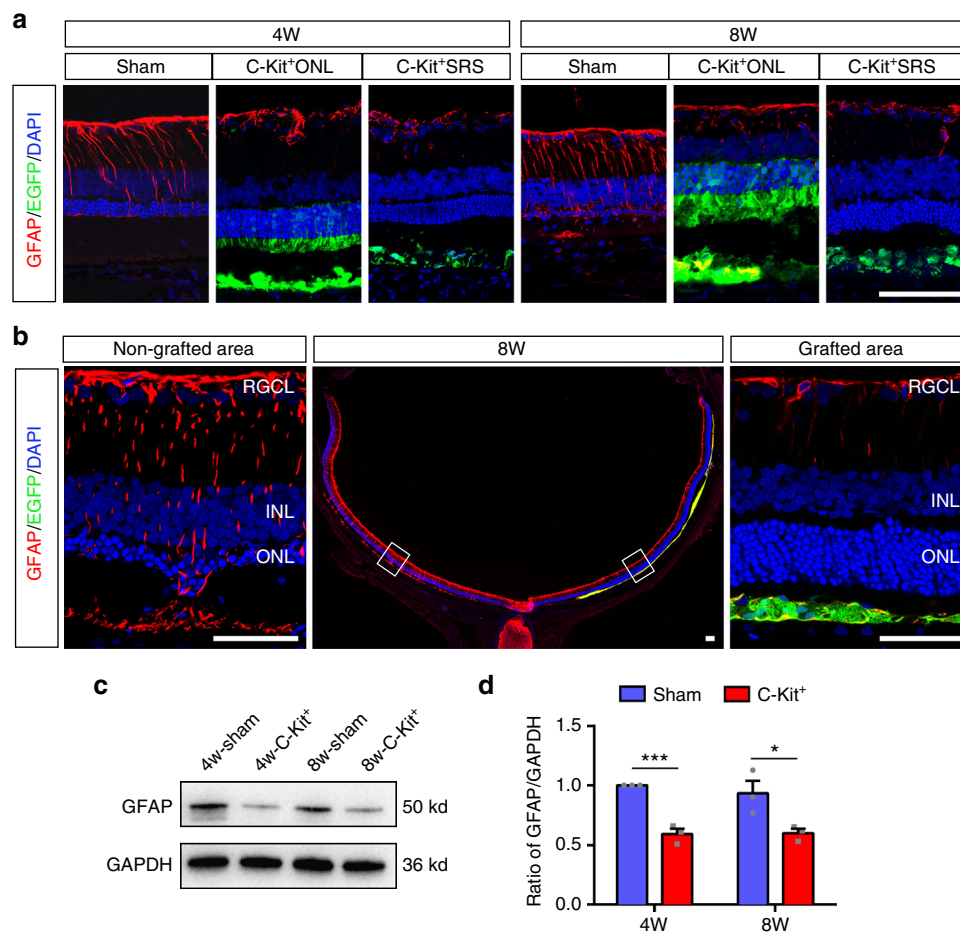 a
4W
8W
Sham
C-Kit⁺ONL
C-Kit⁺SRS
Sham
C-Kit⁺ONL
C-Kit⁺SRS
GFAP/EGFP/DAPI
b
Non-grafted area
8W
Grafted area
GFAP/EGFP/DAPI
RGCL
INL
ONL
RGCL
INL
ONL
c
4w-sham
4w-C-Kit⁺
8w-sham
8w-C-Kit⁺
GFAP
50 kd
GAPDH
36 kd
d
Sham
C-Kit⁺
Ratio of GFAP/GAPDH
1.5
1.0
0.5
0.0
***
*
4W
8W